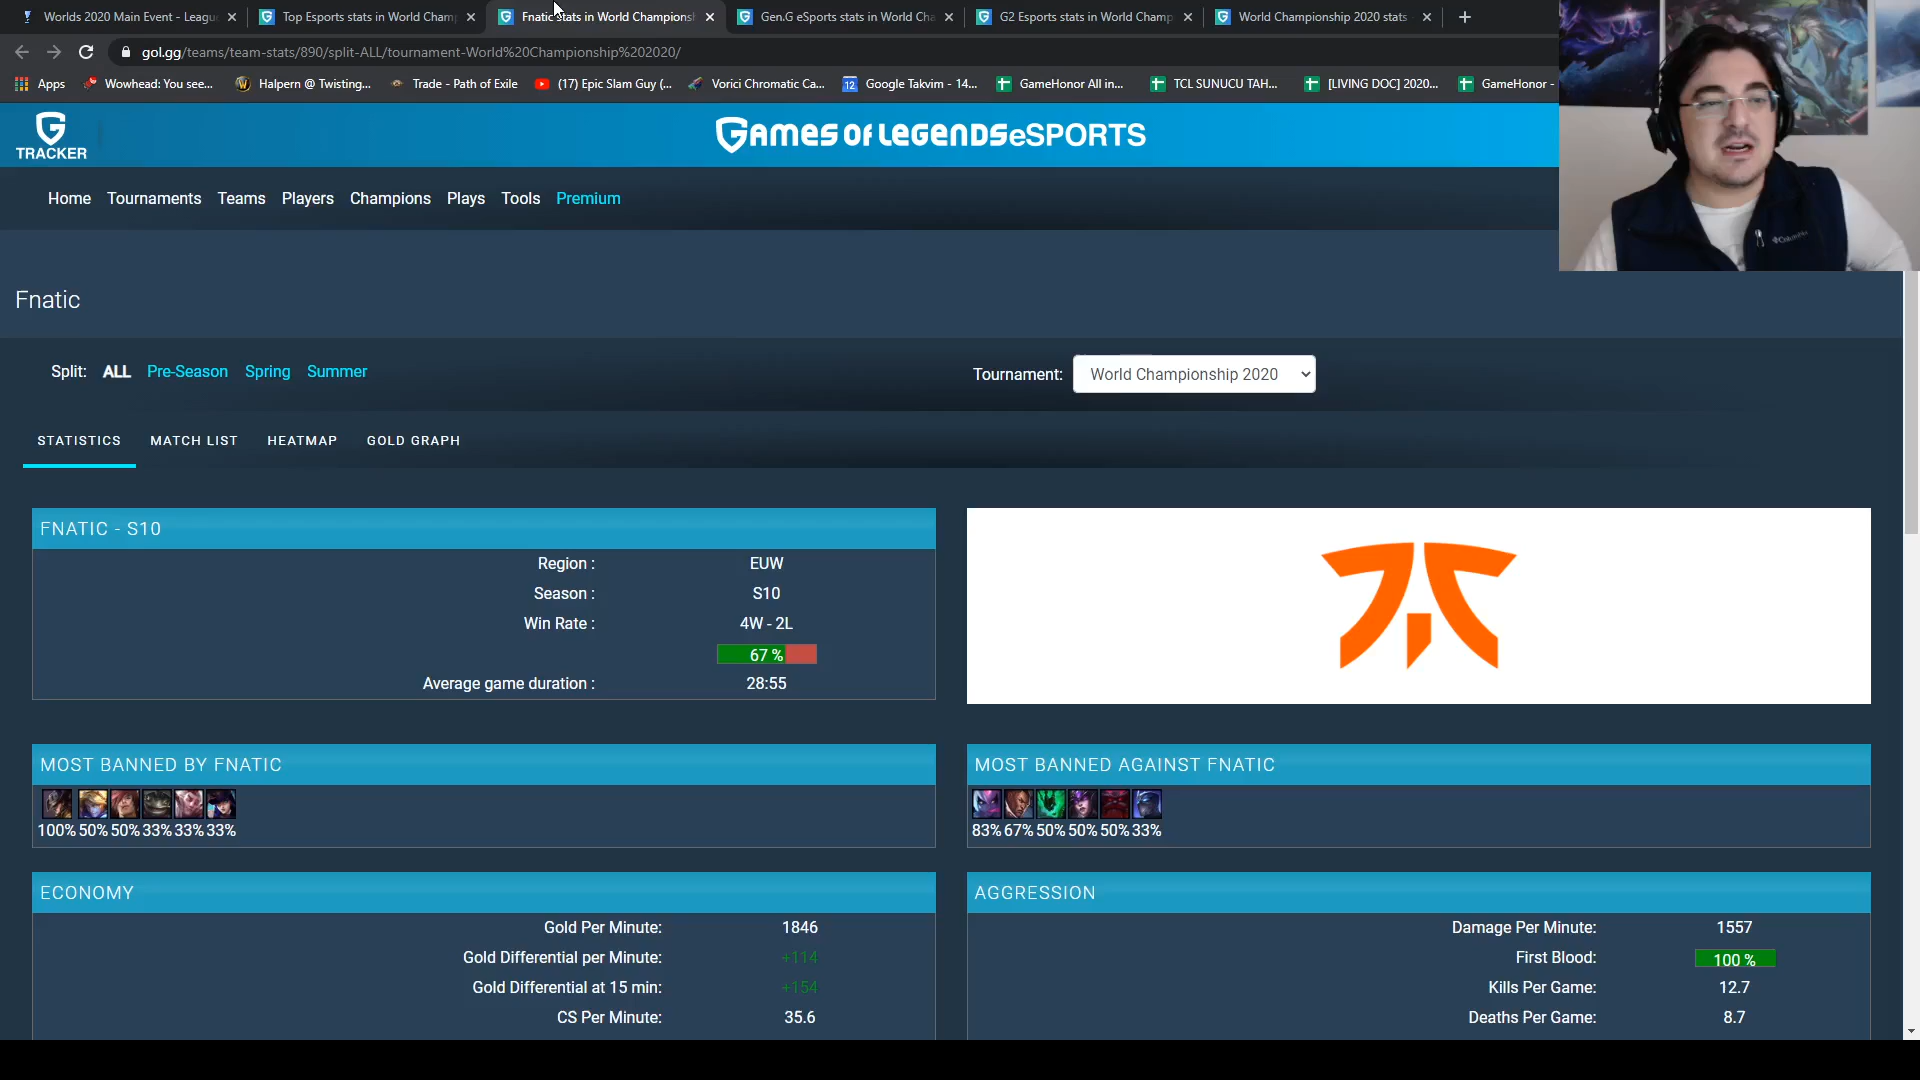 Worlds 2020 Main Event - Leagu
Top Esports stats in World Champ
Fnatic stats in World Champions
Gen.G eSports stats in World Cha
G2 Esports stats in World Champ
World Championship 2020 stats
gol.gg/teams/team-stats/890/split-ALL/tournament-World%20Championship%202020/
Apps
Wowhead: You see...
Halpern @ Twisting...
Trade - Path of Exile
(17) Epic Slam Guy (...
Vorici Chromatic Ca...
12
Google Takvim - 14...
GameHonor All in...
TCL SUNUCU TAH...
[LIVING DOC] 2020...
GameHonor -
G
TRACKER
GAMES OF LEGENDS eSPORTS
Columbia
Home Tournaments Teams Players Champions Plays Tools Premium
Fnatic
Split: ALL Pre-Season Spring Summer
Tournament: World Championship 2020
STATISTICS MATCH LIST HEATMAP GOLD GRAPH
FNATIC - S10
Region : EUW
Season : S10
Win Rate : 4W - 2L
67 %
Average game duration : 28:55
MOST BANNED BY FNATIC
100% 50% 50% 33% 33% 33%
MOST BANNED AGAINST FNATIC
83% 67% 50% 50% 50% 33%
ECONOMY
Gold Per Minute: 1846
Gold Differential per Minute: +114
Gold Differential at 15 min: +154
CS Per Minute: 35.6
AGGRESSION
Damage Per Minute: 1557
First Blood: 100 %
Kills Per Game: 12.7
Deaths Per Game: 8.7